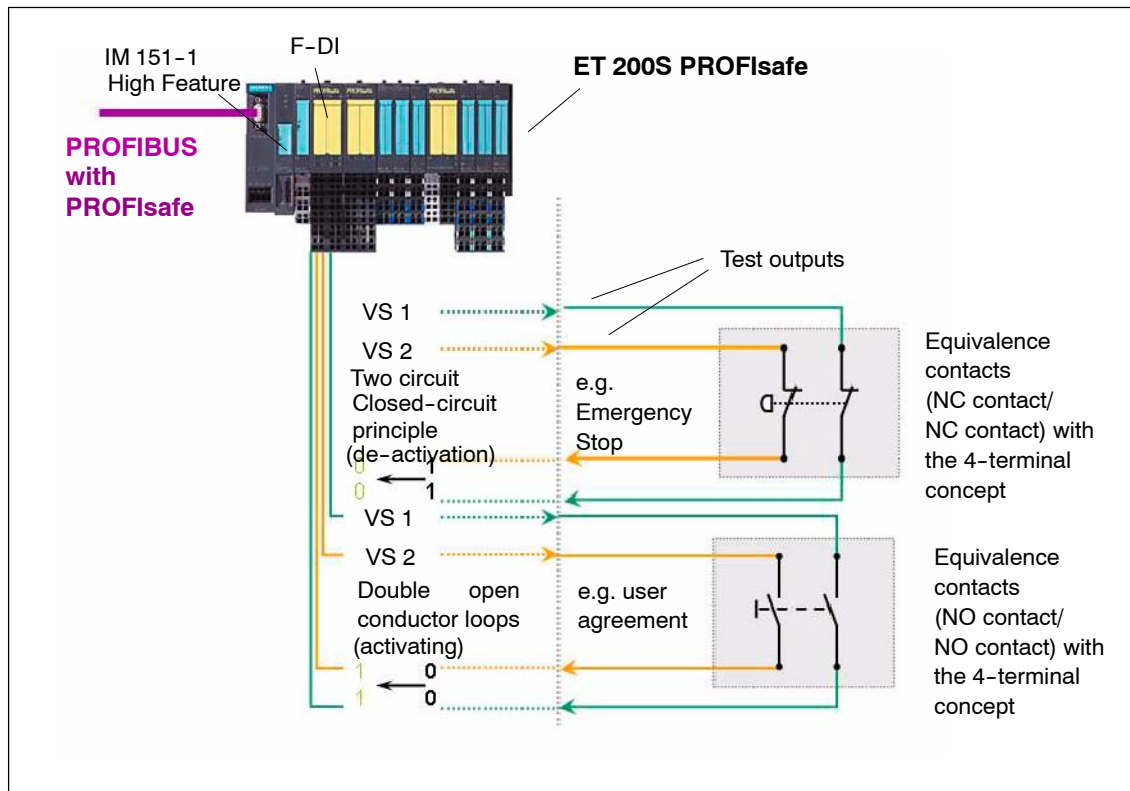 IM 151-1
High Feature
F-DI
ET 200S PROFIsafe
SIEMENS
PROFIBUS
with
PROFIsafe
Test outputs
VS 1
VS 2
Two circuit
Closed-circuit
principle
(de-activation)
0 1
0 1
e.g.
Emergency
Stop
Equivalence
contacts
(NC contact/
NC contact) with
the 4-terminal
concept
VS 1
VS 2
Double open
conductor loops
(activating)
1 0
1 0
e.g. user
agreement
Equivalence
contacts
(NO contact/
NO contact) with
the 4-terminal
concept